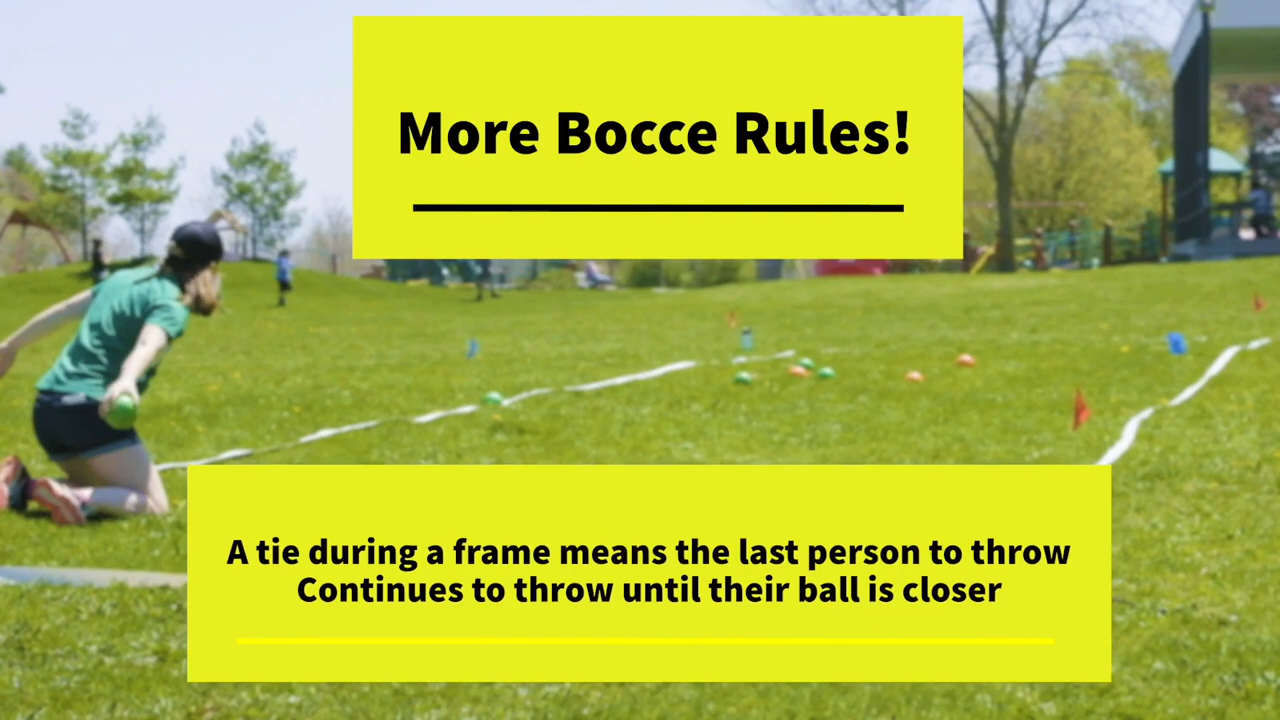 More Bocce Rules!
A tie during a frame means the last person to throw
Continues to throw until their ball is closer